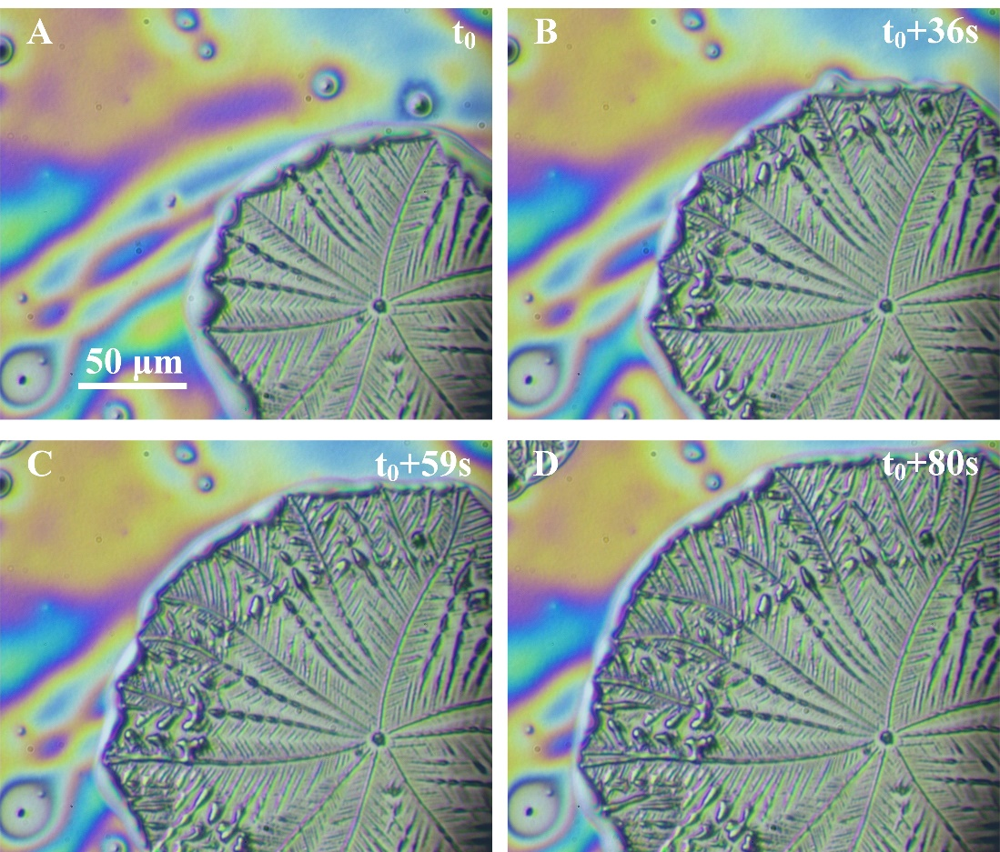 A t₀
B t₀+36s
50 μm
C t₀+59s
D t₀+80s